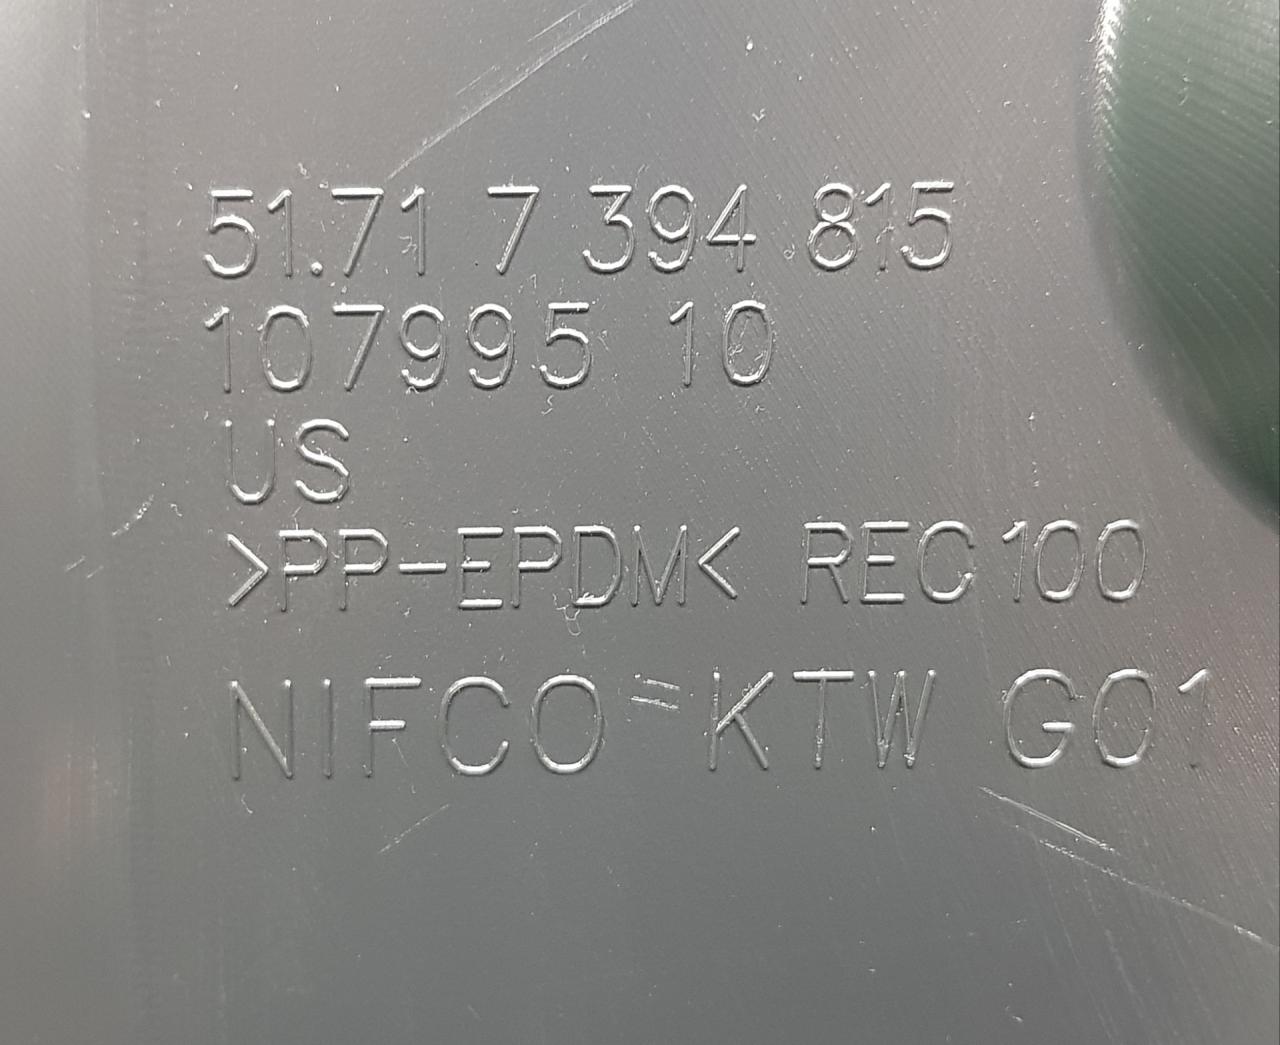 51.71 7 394 815
107995 10
US
>PP-EPDM< REC100
NIFCO KTW G01